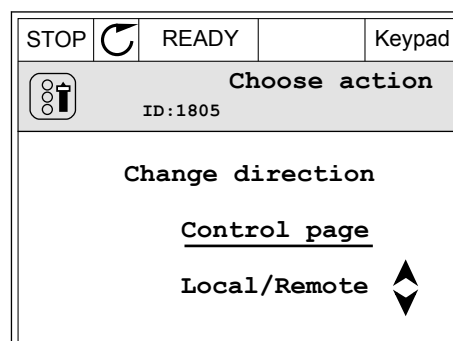 STOP READY Keypad
Choose action
ID:1805
Change direction
Control page
Local/Remote